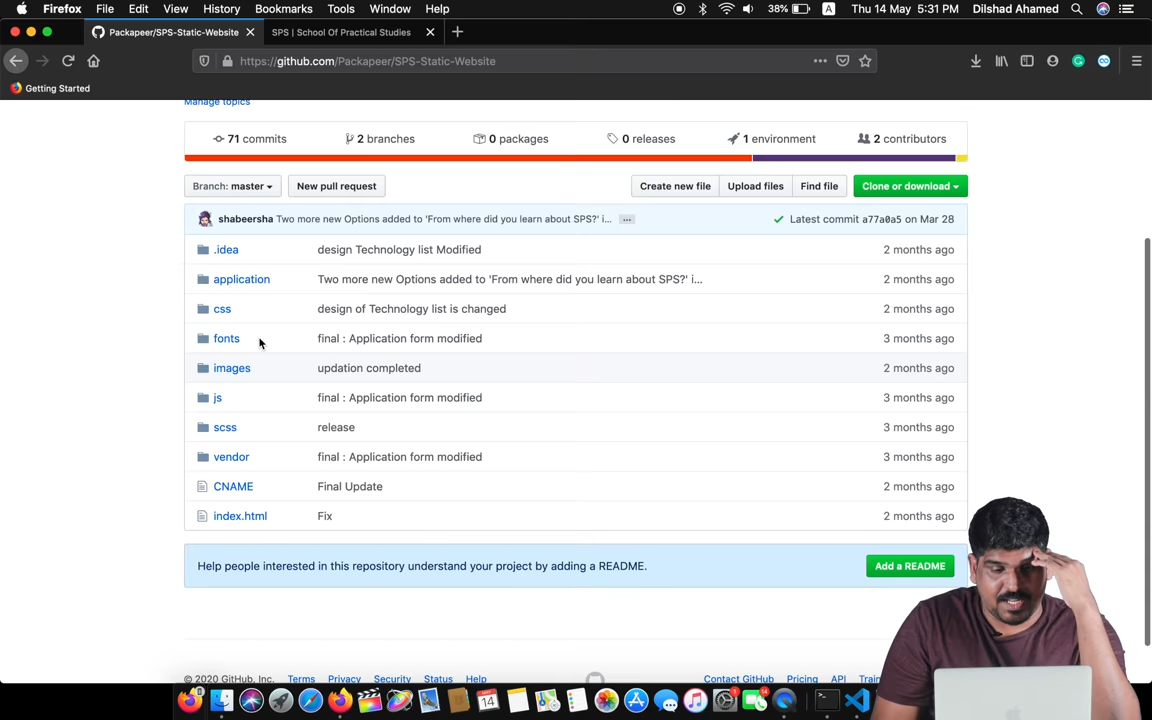 Firefox File Edit View History Bookmarks Tools Window Help 38% A Thu 14 May 5:31 PM Dilshad Ahamed
Packapeer/SPS-Static-Website SPS | School Of Practical Studies
https://github.com/Packapeer/SPS-Static-Website
Getting Started
Manage topics
71 commits 2 branches 0 packages 0 releases 1 environment 2 contributors
Branch: master New pull request Create new file Upload files Find file Clone or download
shabeersha Two more new Options added to 'From where did you learn about SPS?' i... ... Latest commit a77a0a5 on Mar 28
.idea design Technology list Modified 2 months ago
application Two more new Options added to 'From where did you learn about SPS?' i... 2 months ago
css design of Technology list is changed 2 months ago
fonts final : Application form modified 3 months ago
images updation completed 2 months ago
js final : Application form modified 3 months ago
scss release 3 months ago
vendor final : Application form modified 3 months ago
CNAME Final Update 2 months ago
index.html Fix 2 months ago
Help people interested in this repository understand your project by adding a README. Add a README
© 2020 GitHub, Inc. Terms Privacy Security Status Help Contact GitHub Pricing API